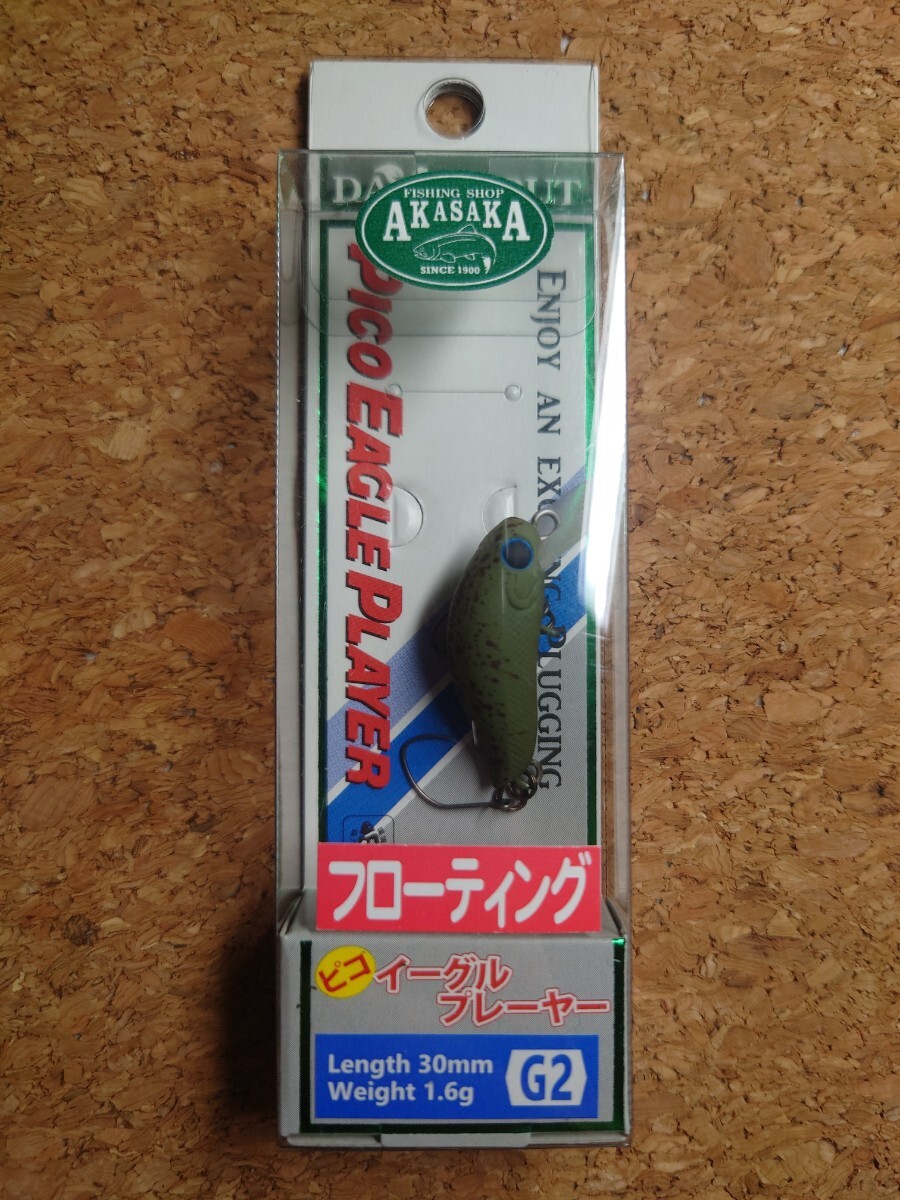 FISHING SHOP
AKASAKA
SINCE 1900
PICO EAGLE PLAYER
ENJOY AN
PLUGGING
フローティング
ピコ
イーグル
プレーヤー
Length 30mm
Weight 1.6g
G2